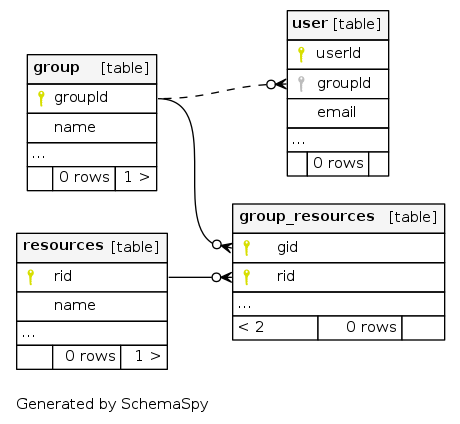 user [table]
userId
groupId
email
...
0 rows
group [table]
groupId
name
...
0 rows 1 >
group_resources [table]
gid
rid
...
< 2 0 rows
resources [table]
rid
name
...
0 rows 1 >
Generated by SchemaSpy